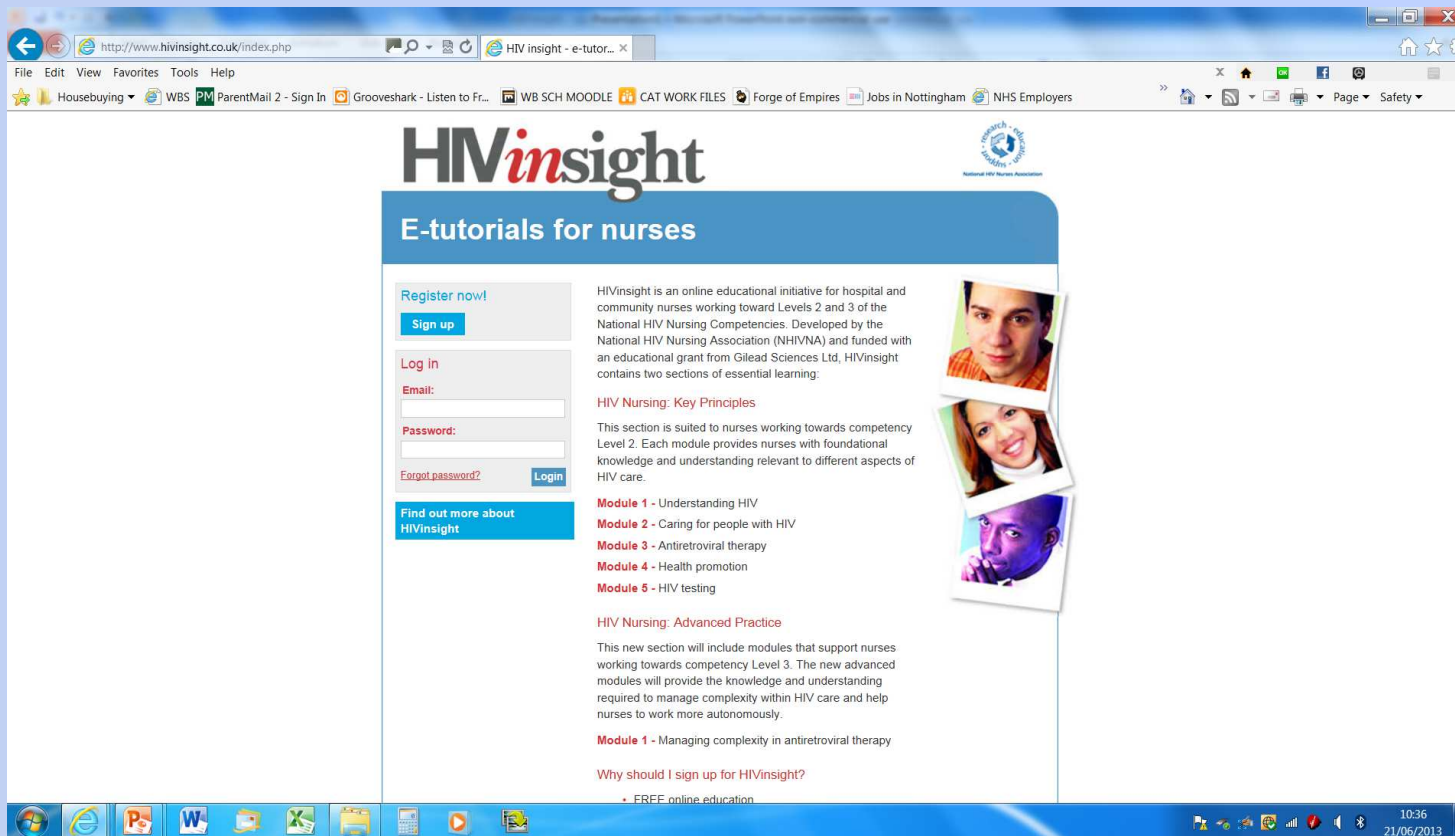 http://www.hivinsight.co.uk/index.php
HIV insight - e-tutor...
File Edit View Favorites Tools Help
Housebuying WBS PM ParentMail 2 - Sign In Grooveshark - Listen to Fr... WB SCH MOODLE CAT WORK FILES Forge of Empires Jobs in Nottingham NHS Employers Page Safety
HIVinsight
research - education - support
National HIV Nurses Association
E-tutorials for nurses
Register now!
Sign up
Log in
Email:
Password:
Forgot password? Login
Find out more about
HIVinsight
HIVinsight is an online educational initiative for hospital and
community nurses working toward Levels 2 and 3 of the
National HIV Nursing Competencies. Developed by the
National HIV Nursing Association (NHIVNA) and funded with
an educational grant from Gilead Sciences Ltd, HIVinsight
contains two sections of essential learning:
HIV Nursing: Key Principles
This section is suited to nurses working towards competency
Level 2. Each module provides nurses with foundational
knowledge and understanding relevant to different aspects of
HIV care.
Module 1 - Understanding HIV
Module 2 - Caring for people with HIV
Module 3 - Antiretroviral therapy
Module 4 - Health promotion
Module 5 - HIV testing
HIV Nursing: Advanced Practice
This new section will include modules that support nurses
working towards competency Level 3. The new advanced
modules will provide the knowledge and understanding
required to manage complexity within HIV care and help
nurses to work more autonomously.
Module 1 - Managing complexity in antiretroviral therapy
Why should I sign up for HIVinsight?
• FREE online education
10:36
21/06/2013